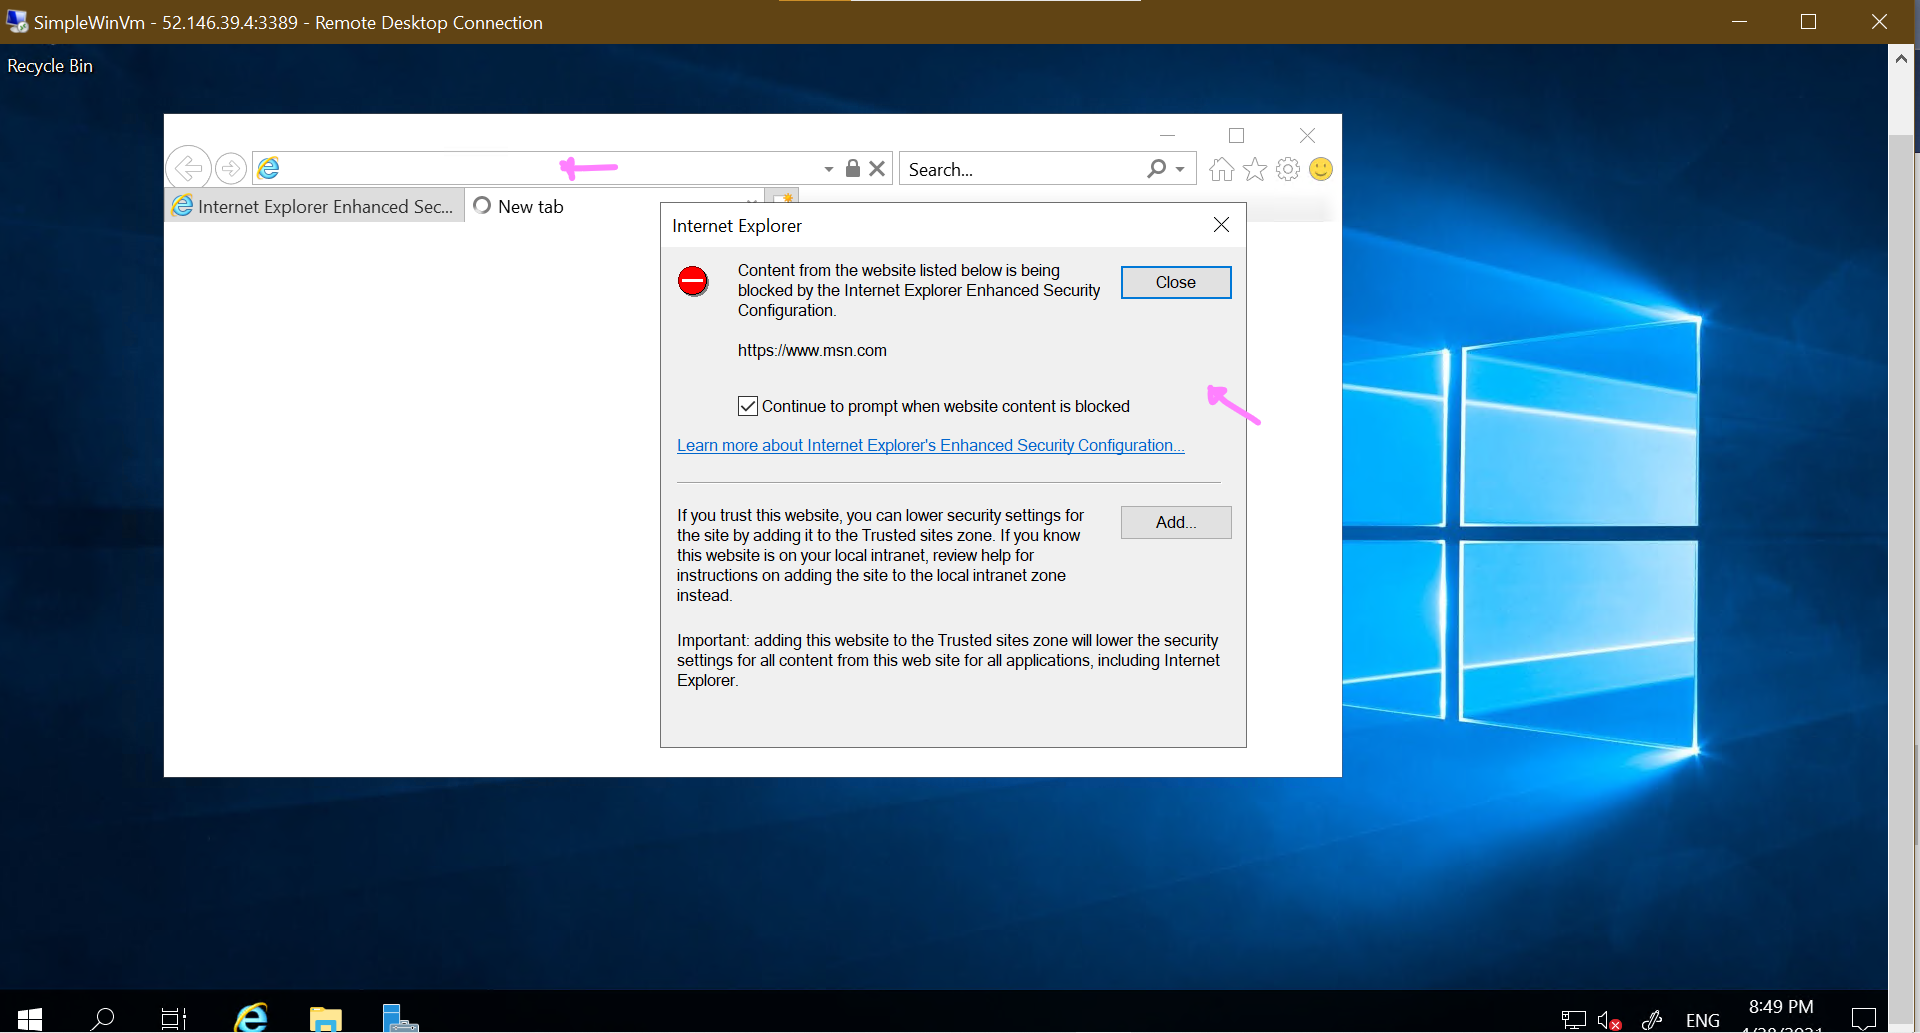 SimpleWinVm - 52.146.39.4:3389 - Remote Desktop Connection
Recycle Bin
Search...
Internet Explorer Enhanced Sec...
New tab
Internet Explorer
Content from the website listed below is being
blocked by the Internet Explorer Enhanced Security
Configuration.
Close
https://www.msn.com
Continue to prompt when website content is blocked
Learn more about Internet Explorer's Enhanced Security Configuration...
If you trust this website, you can lower security settings for
the site by adding it to the Trusted sites zone. If you know
this website is on your local intranet, review help for
instructions on adding the site to the local intranet zone
instead.
Add...
Important: adding this website to the Trusted sites zone will lower the security
settings for all content from this web site for all applications, including Internet
Explorer.
ENG
8:49 PM